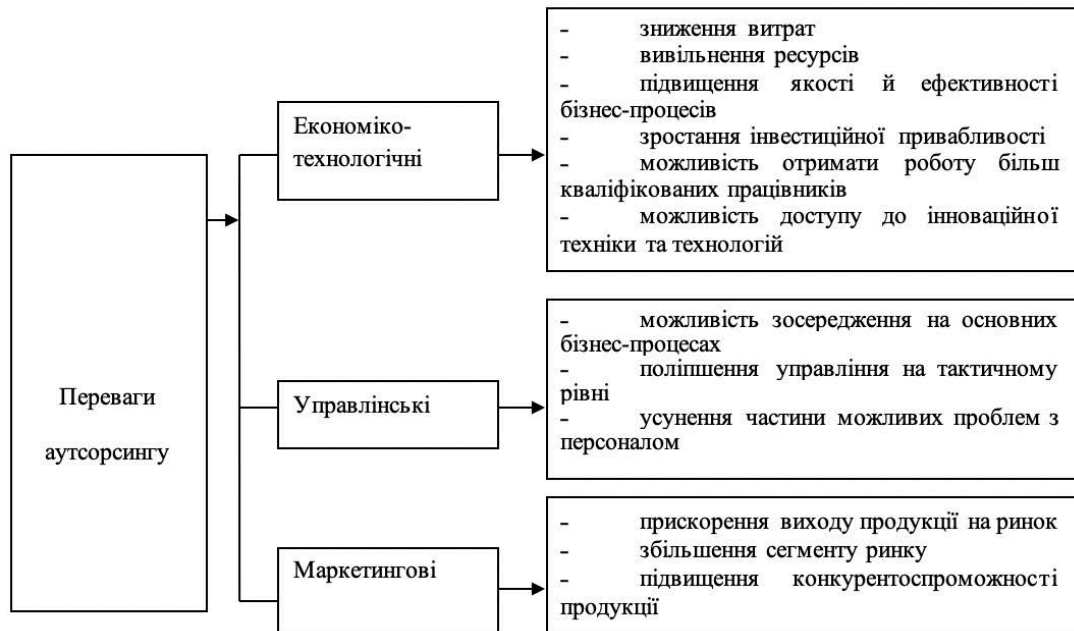 Переваги
аутсорсингу
Економіко-
технологічні
- зниження витрат
- вивільнення ресурсів
- підвищення якості й ефективності
бізнес-процесів
- зростання інвестиційної привабливості
- можливість отримати роботу більш
кваліфікованих працівників
- можливість доступу до інноваційної
техніки та технологій
Управлінські
- можливість зосередження на основних
бізнес-процесах
- поліпшення управління на тактичному
рівні
- усунення частини можливих проблем з
персоналом
Маркетингові
- прискорення виходу продукції на ринок
- збільшення сегменту ринку
- підвищення конкурентоспроможності
продукції